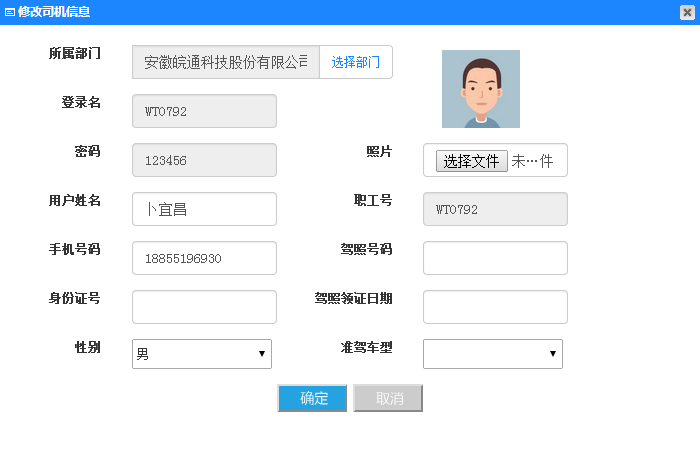 修改司机信息
所属部门 安徽皖通科技股份有限公司 选择部门
登录名 WT0792
密码 123456 照片 选择文件 未…件
用户姓名 卜宜昌 职工号 WT0792
手机号码 18855196930 驾照号码
身份证号 驾照领证日期
性别 男 准驾车型
确定 取消